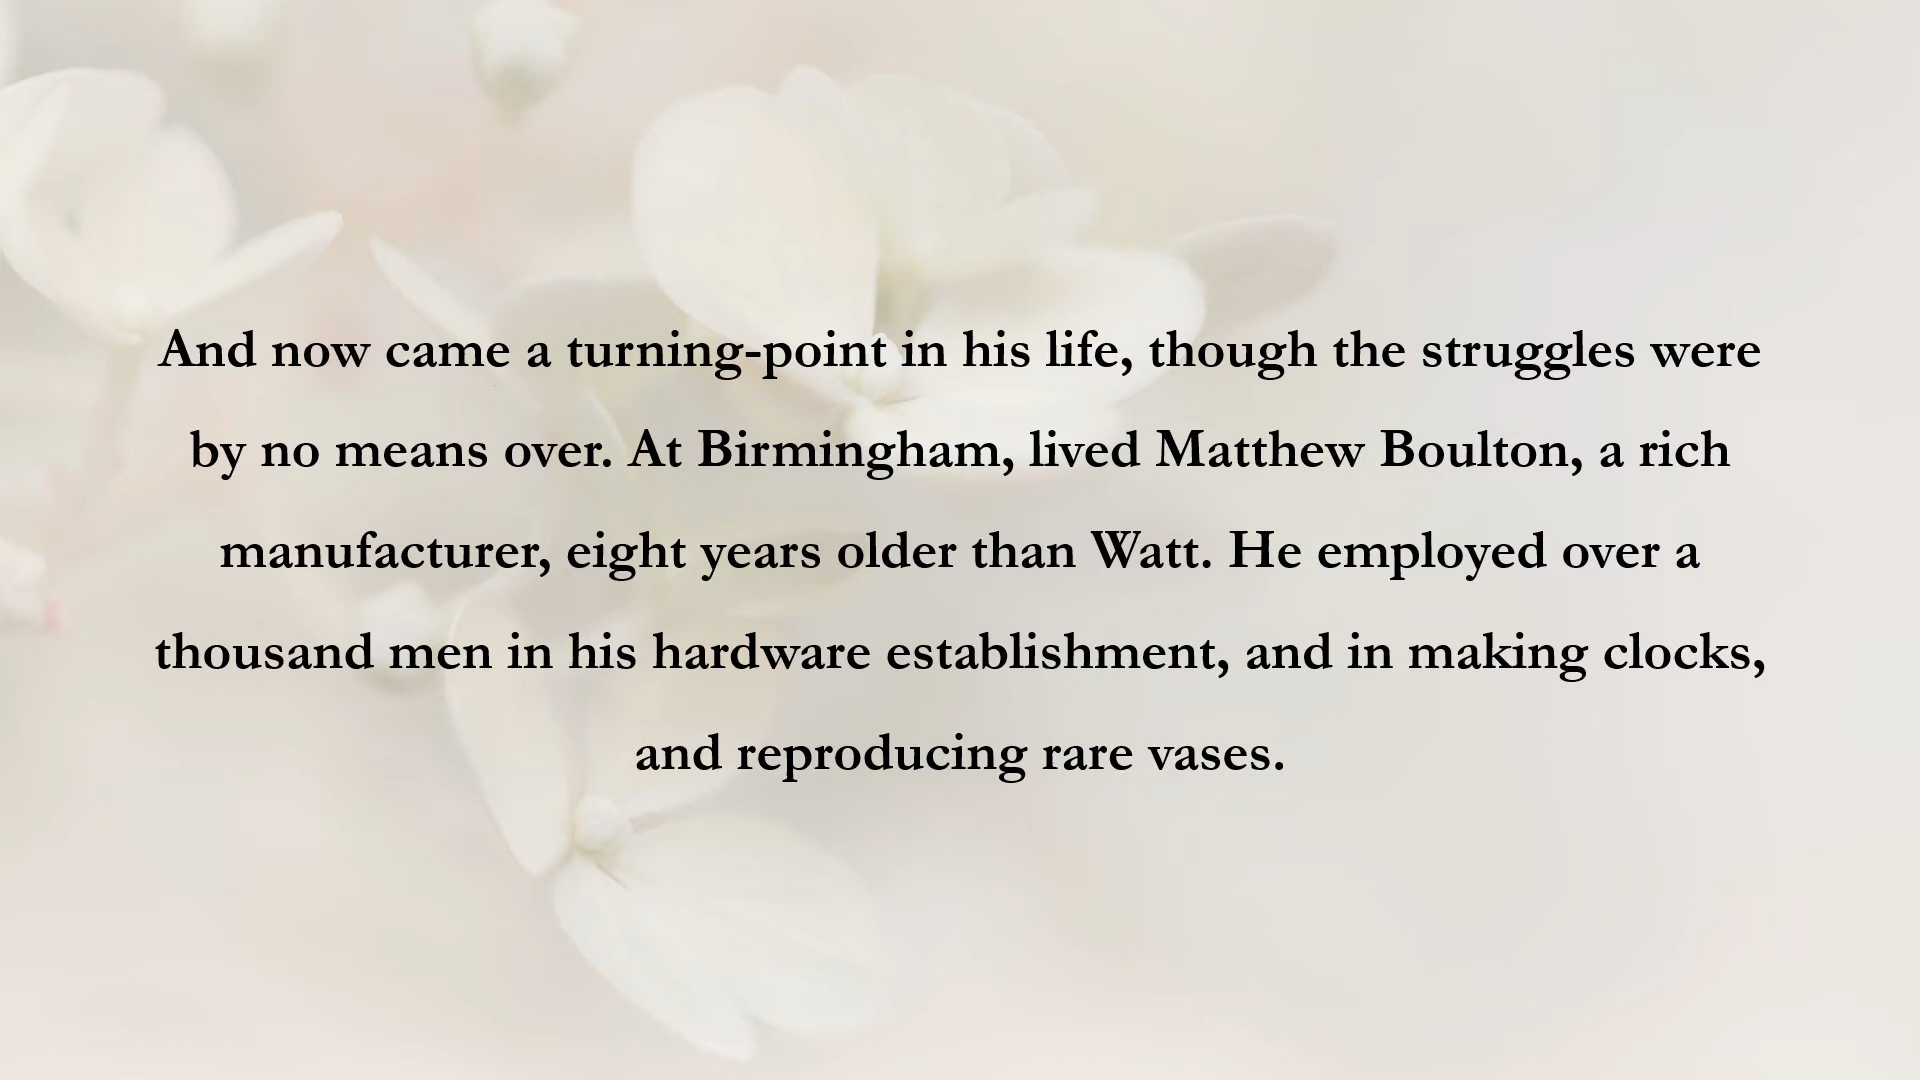 And now came a turning-point in his life, though the struggles were
by no means over. At Birmingham, lived Matthew Boulton, a rich
manufacturer, eight years older than Watt. He employed over a
thousand men in his hardware establishment, and in making clocks,
and reproducing rare vases.